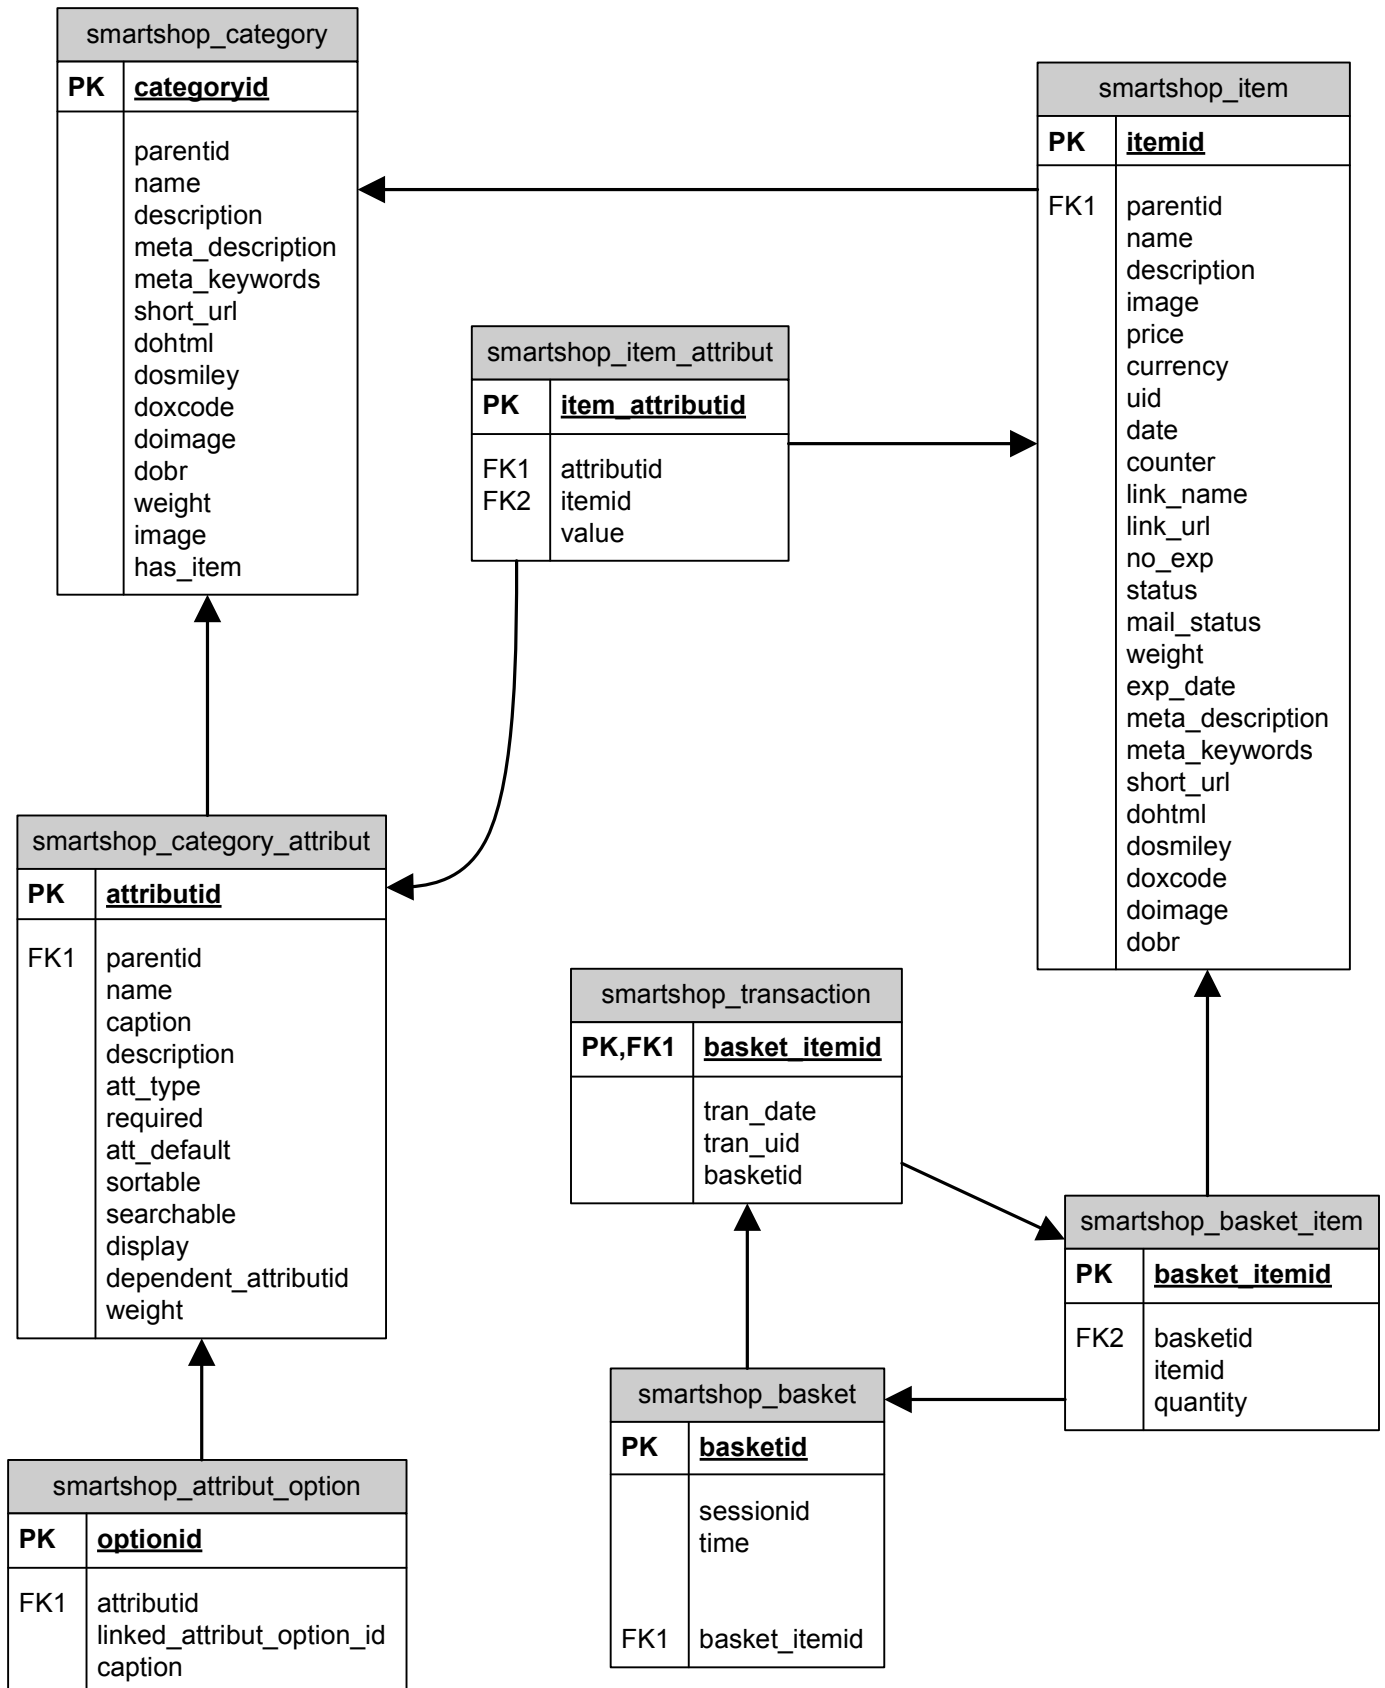 smartshop_category
PK categoryid
parentid
name
description
meta_description
meta_keywords
short_url
dohtml
dosmiley
doxcode
doimage
dobr
weight
image
has_item
smartshop_item
PK itemid
FK1 parentid
name
description
image
price
currency
uid
date
counter
link_name
link_url
no_exp
status
mail_status
weight
exp_date
meta_description
meta_keywords
short_url
dohtml
dosmiley
doxcode
doimage
dobr
smartshop_item_attribut
PK item_attributid
FK1 attributid
FK2 itemid
value
smartshop_category_attribut
PK attributid
FK1 parentid
name
caption
description
att_type
required
att_default
sortable
searchable
display
dependent_attributid
weight
smartshop_transaction
PK,FK1 basket_itemid
tran_date
tran_uid
basketid
smartshop_basket_item
PK basket_itemid
FK2 basketid
itemid
quantity
smartshop_basket
PK basketid
sessionid
time
FK1 basket_itemid
smartshop_attribut_option
PK optionid
FK1 attributid
linked_attribut_option_id
caption